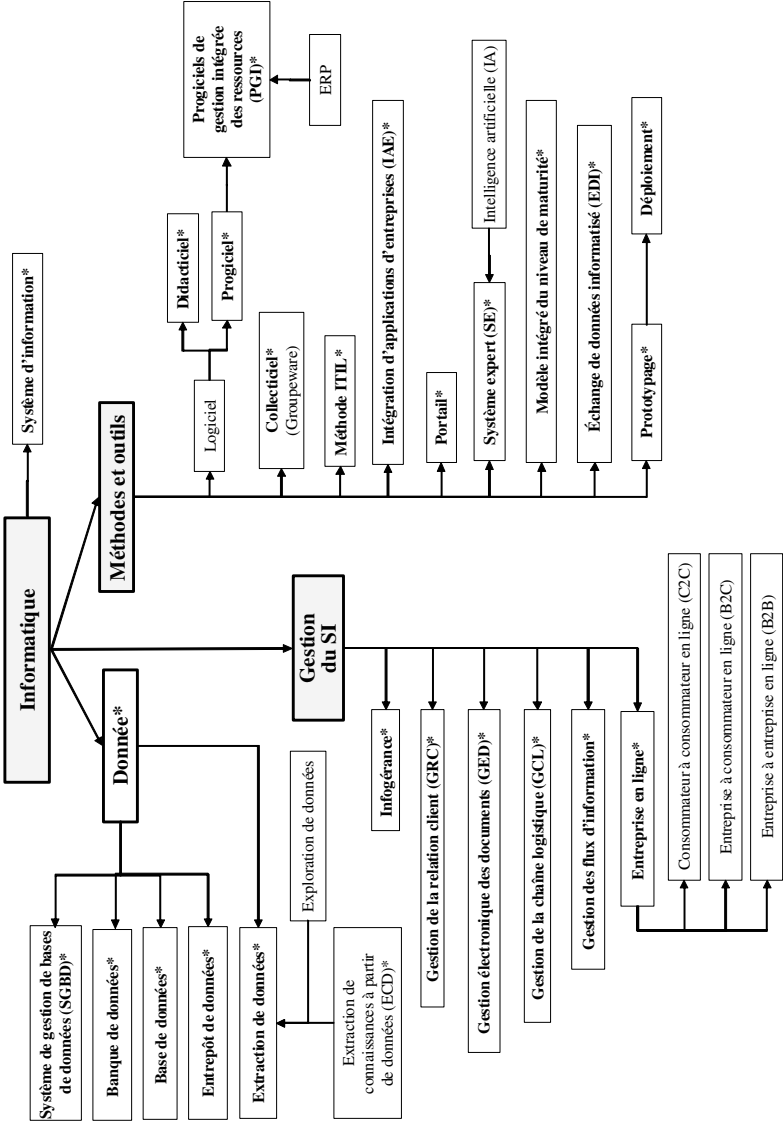 Informatique
Système d'information*
Donnée*
Système de gestion de bases
de données (SGBD)*
Banque de données*
Base de données*
Entrepôt de données*
Extraction de données*
Exploration de données
Extraction de
connaissances à partir
de données (ECD)*
Gestion
du SI
Infogérance*
Gestion de la relation client (GRC)*
Gestion électronique des documents (GED)*
Gestion de la chaîne logistique (GCL)*
Gestion des flux d'information*
Entreprise en ligne*
Consommateur à consommateur en ligne (C2C)
Entreprise à consommateur en ligne (B2C)
Entreprise à entreprise en ligne (B2B)
Méthodes et outils
Logiciel
Didacticiel*
Progiciel*
Progiciels de
gestion intégrée
des ressources
(PGI)*
ERP
Collecticiel*
(Groupeware)
Méthode ITIL*
Intégration d'applications d'entreprises (IAE)*
Portail*
Système expert (SE)*
Intelligence artificielle (IA)
Modèle intégré du niveau de maturité*
Échange de données informatisé (EDI)*
Prototypage*
Déploiement*